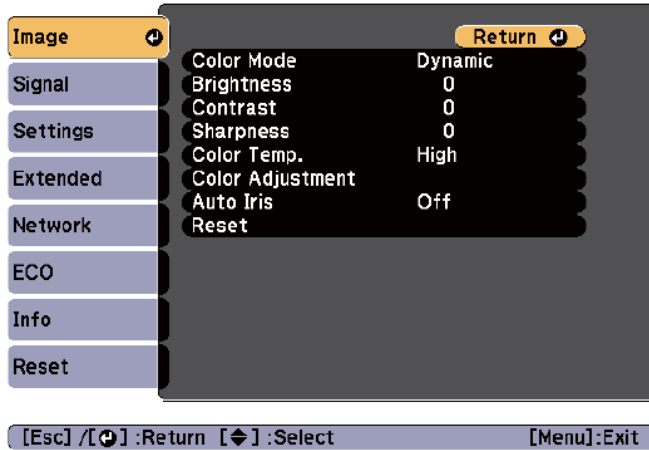 Image
Signal
Settings
Extended
Network
ECO
Info
Reset
Return
Color Mode Dynamic
Brightness 0
Contrast 0
Sharpness 0
Color Temp. High
Color Adjustment
Auto Iris Off
Reset
[Esc] /[⏎] :Return [◆] :Select [Menu]:Exit